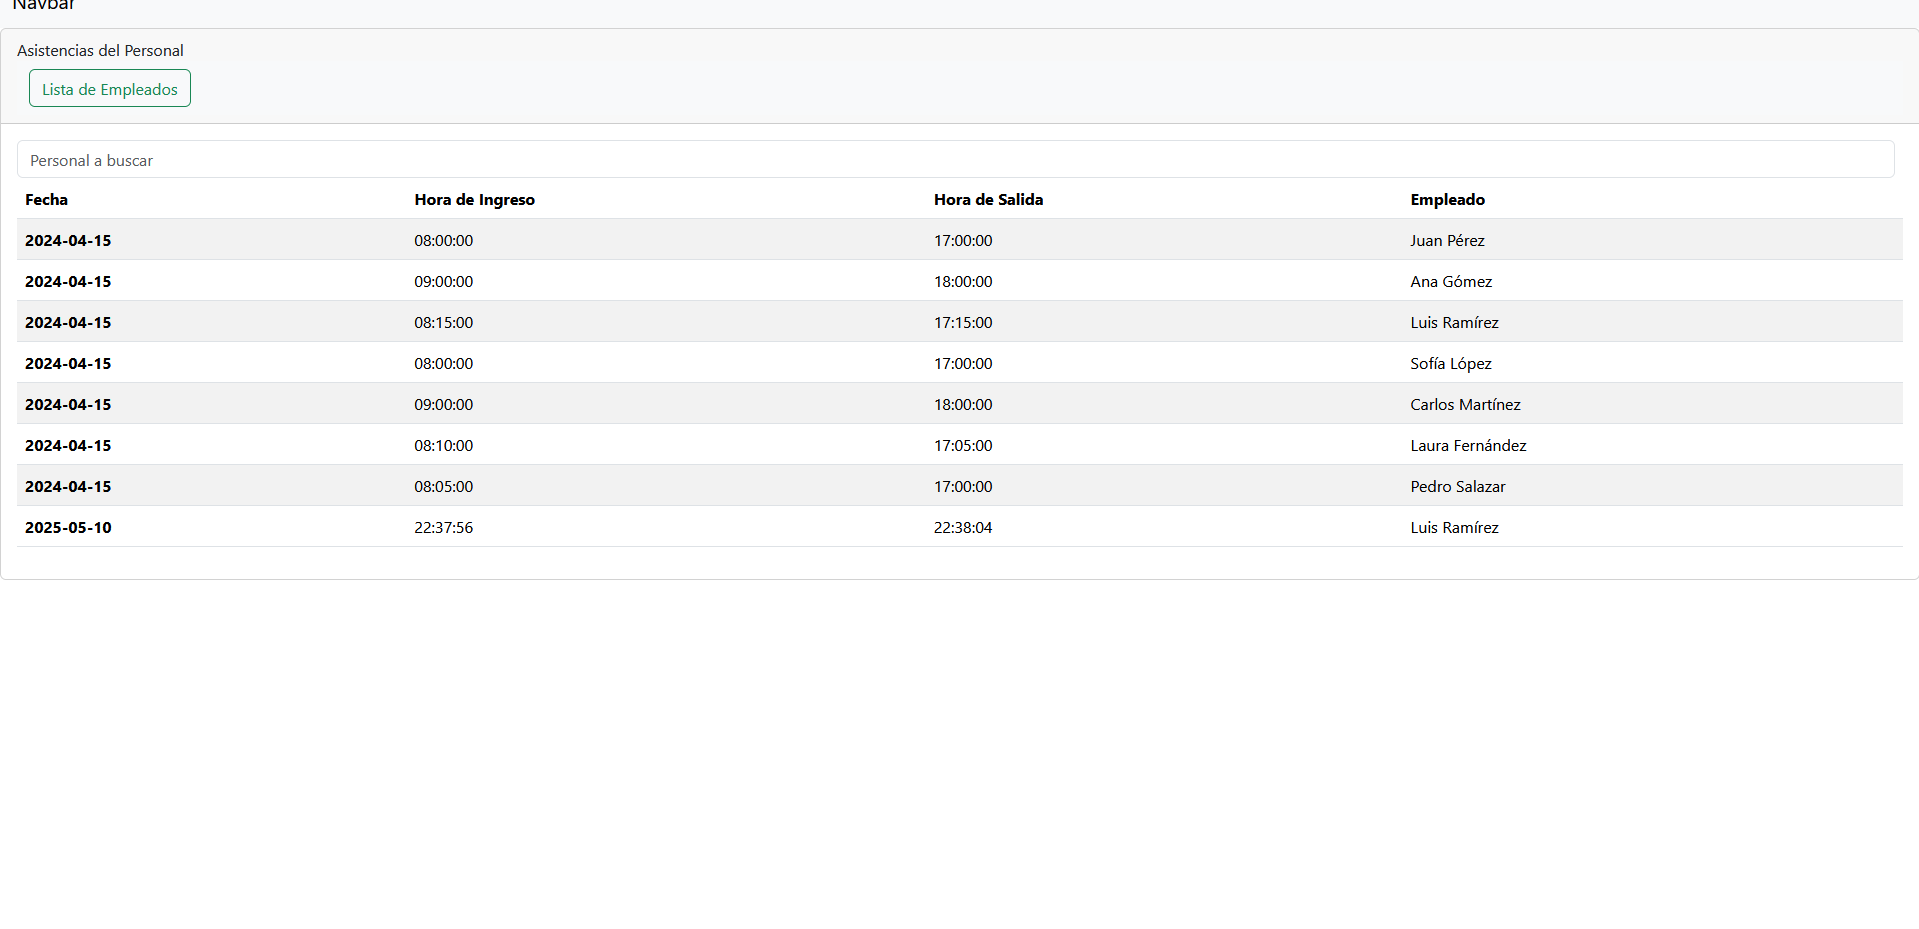 Navbar
Asistencias del Personal
Lista de Empleados
Personal a buscar
Fecha Hora de Ingreso Hora de Salida Empleado
2024-04-15 08:00:00 17:00:00 Juan Pérez
2024-04-15 09:00:00 18:00:00 Ana Gómez
2024-04-15 08:15:00 17:15:00 Luis Ramírez
2024-04-15 08:00:00 17:00:00 Sofía López
2024-04-15 09:00:00 18:00:00 Carlos Martínez
2024-04-15 08:10:00 17:05:00 Laura Fernández
2024-04-15 08:05:00 17:00:00 Pedro Salazar
2025-05-10 22:37:56 22:38:04 Luis Ramírez